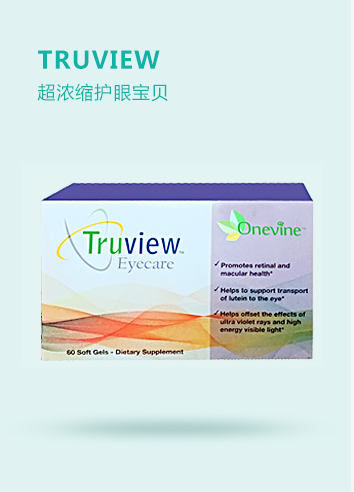 TRUVIEW
超浓缩护眼宝贝
Truview™
Eyecare
Onevine™
✓ Promotes retinal and
macular health*
✓ Helps to support transport
of lutein to the eye*
✓ Helps offset the effects of
ultra violet rays and high
energy visible light*
60 Soft Gels - Dietary Supplement